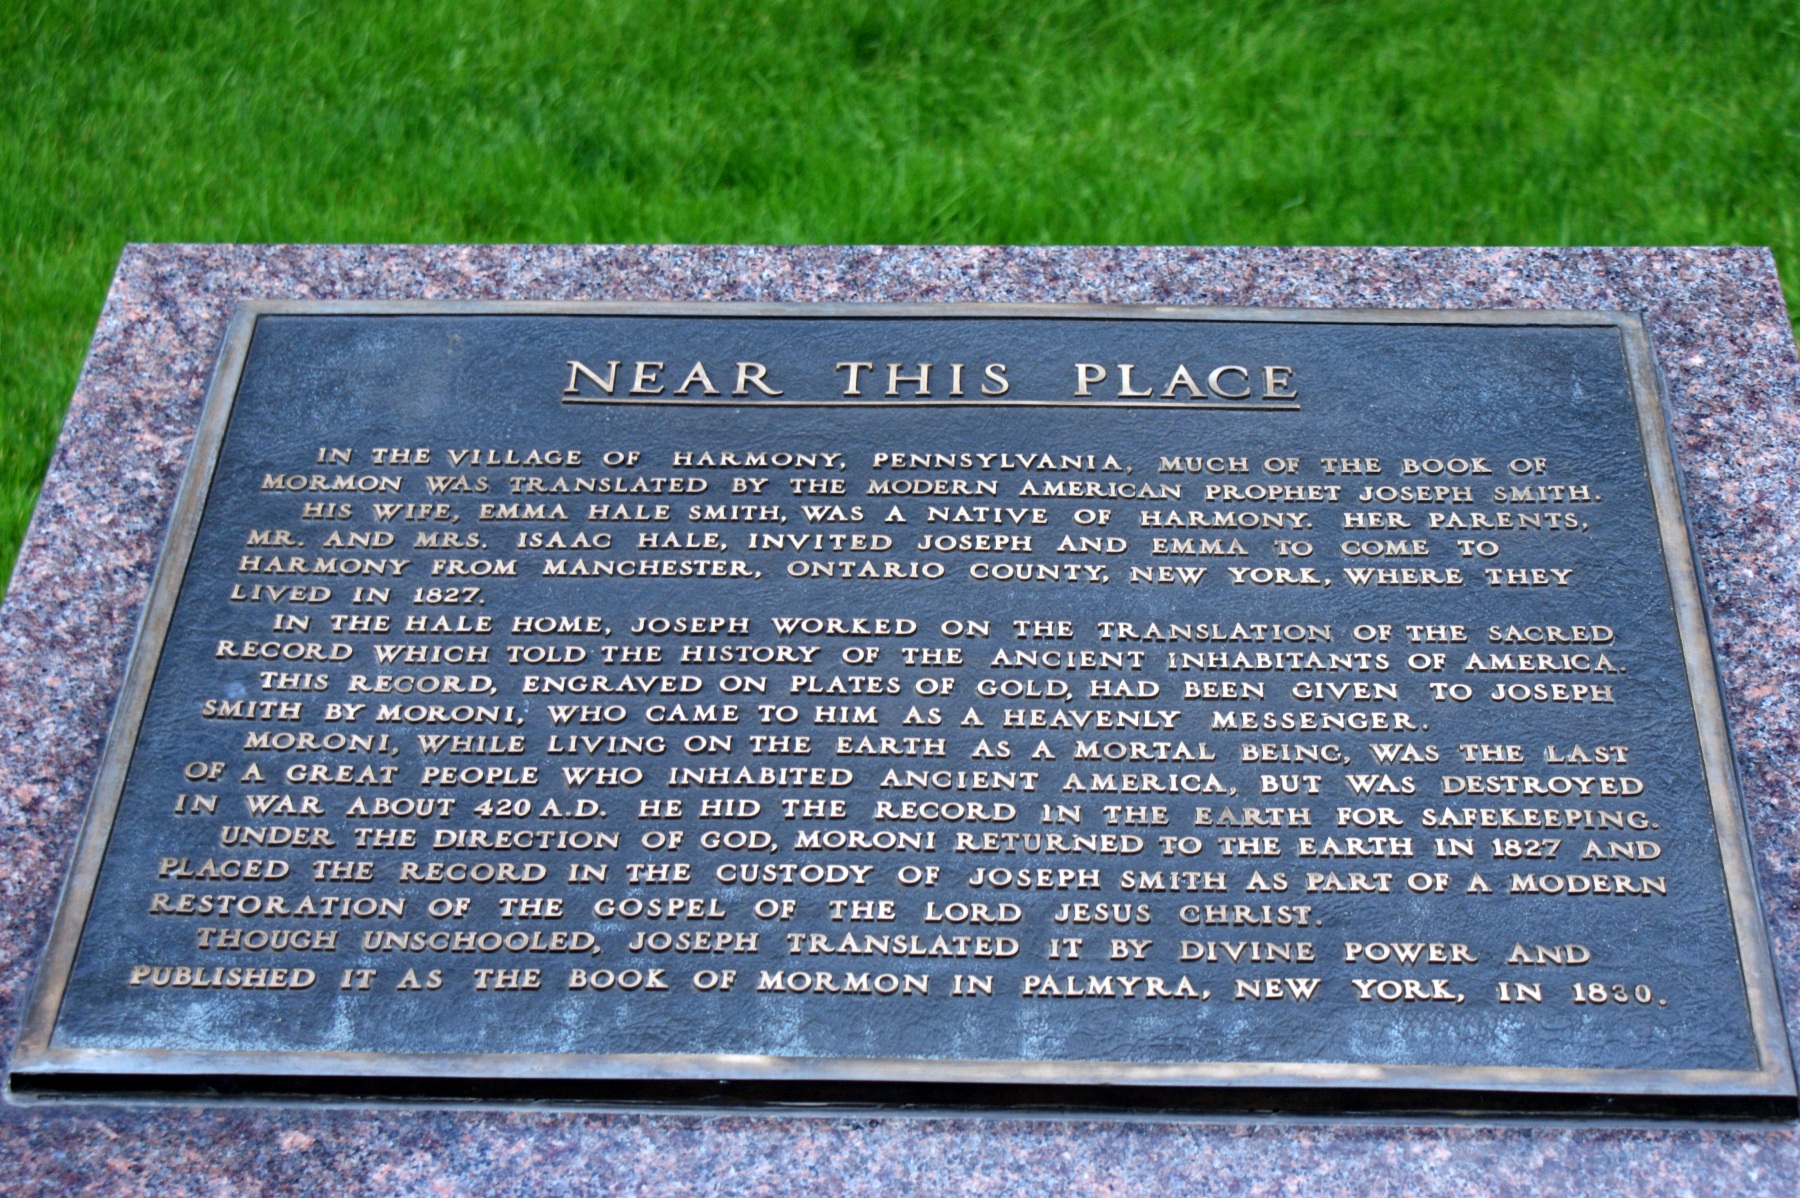 NEAR THIS PLACE
IN THE VILLAGE OF HARMONY, PENNSYLVANIA, MUCH OF THE BOOK OF
MORMON WAS TRANSLATED BY THE MODERN AMERICAN PROPHET JOSEPH SMITH.
HIS WIFE, EMMA HALE SMITH, WAS A NATIVE OF HARMONY. HER PARENTS,
MR. AND MRS. ISAAC HALE, INVITED JOSEPH AND EMMA TO COME TO
HARMONY FROM MANCHESTER, ONTARIO COUNTY, NEW YORK, WHERE THEY
LIVED IN 1827.
IN THE HALE HOME, JOSEPH WORKED ON THE TRANSLATION OF THE SACRED
RECORD WHICH TOLD THE HISTORY OF THE ANCIENT INHABITANTS OF AMERICA.
THIS RECORD, ENGRAVED ON PLATES OF GOLD, HAD BEEN GIVEN TO JOSEPH
SMITH BY MORONI, WHO CAME TO HIM AS A HEAVENLY MESSENGER.
MORONI, WHILE LIVING ON THE EARTH AS A MORTAL BEING, WAS THE LAST
OF A GREAT PEOPLE WHO INHABITED ANCIENT AMERICA, BUT WAS DESTROYED
IN WAR ABOUT 420 A.D. HE HID THE RECORD IN THE EARTH FOR SAFEKEEPING.
UNDER THE DIRECTION OF GOD, MORONI RETURNED TO THE EARTH IN 1827 AND
PLACED THE RECORD IN THE CUSTODY OF JOSEPH SMITH AS PART OF A MODERN
RESTORATION OF THE GOSPEL OF THE LORD JESUS CHRIST.
THOUGH UNSCHOOLED, JOSEPH TRANSLATED IT BY DIVINE POWER AND
PUBLISHED IT AS THE BOOK OF MORMON IN PALMYRA, NEW YORK, IN 1830.